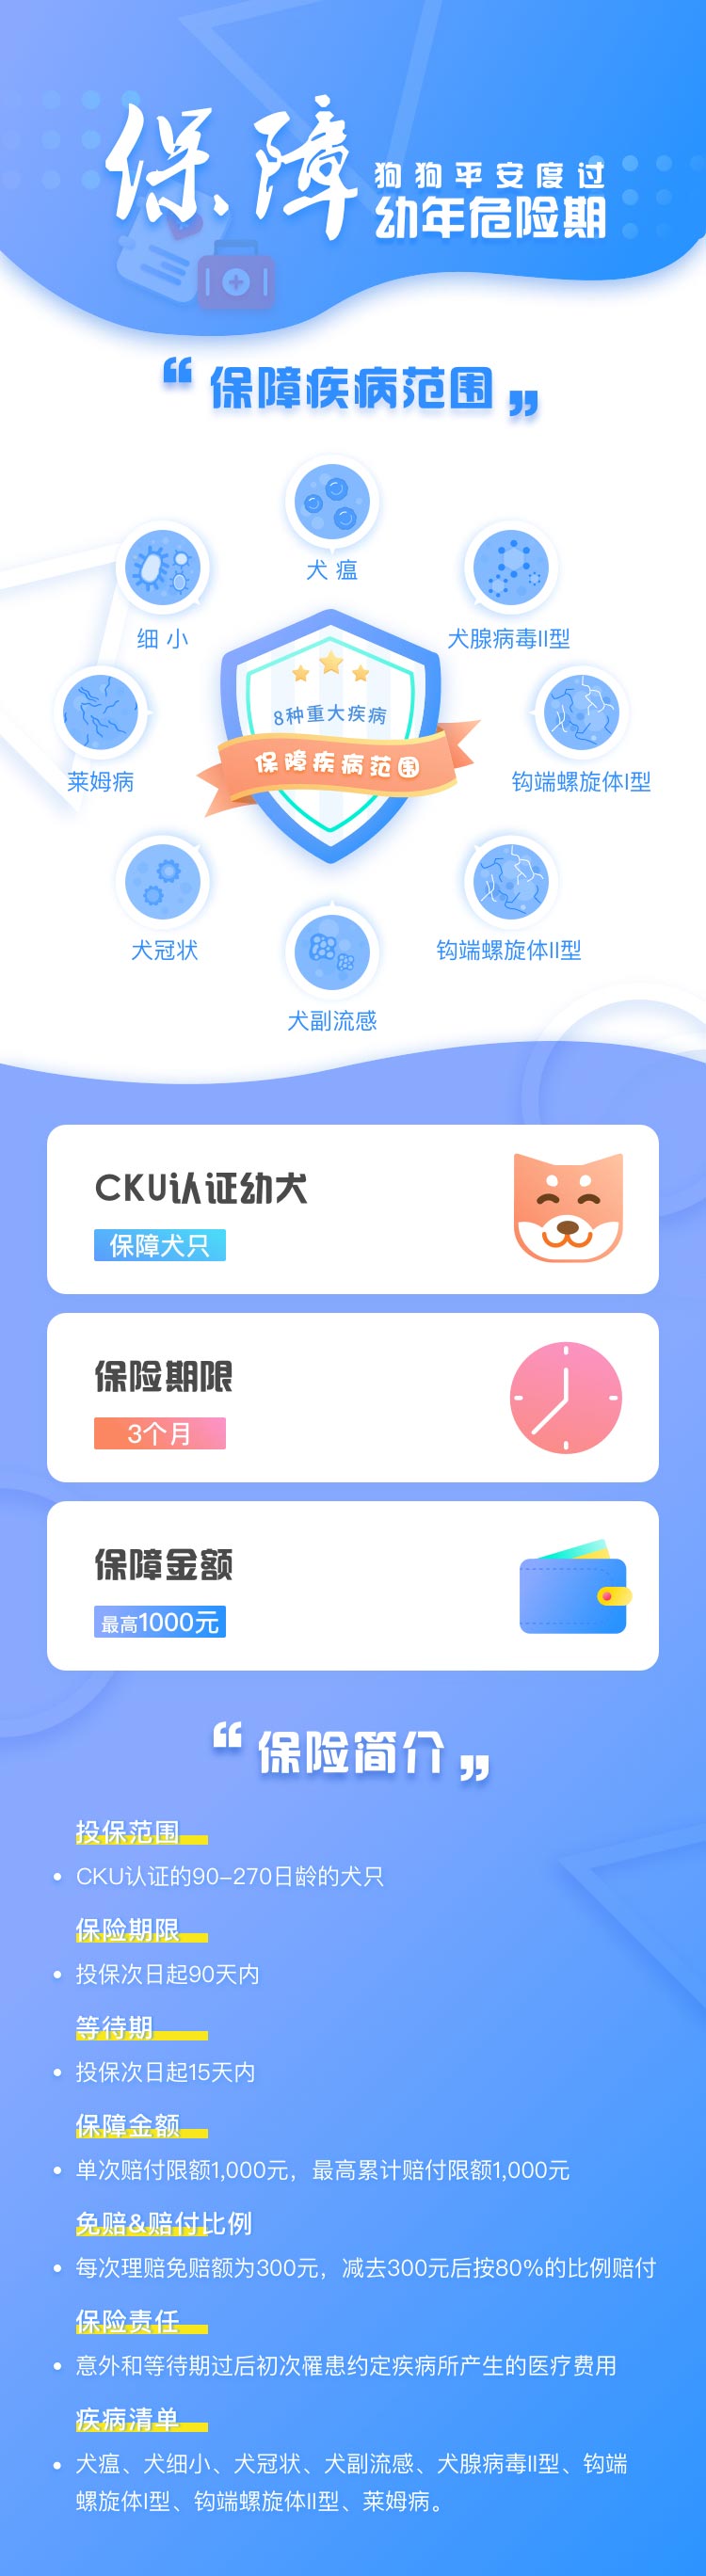 保障
狗狗平安度过
幼年危险期
“保障疾病范围”
犬瘟
细小
犬腺病毒II型
8种重大疾病
保障疾病范围
莱姆病
钩端螺旋体I型
犬冠状
钩端螺旋体II型
犬副流感
CKU认证幼犬
保障犬只
保险期限
3个月
保障金额
最高1000元
“保险简介”
投保范围
• CKU认证的90-270日龄的犬只
保险期限
• 投保次日起90天内
等待期
• 投保次日起15天内
保障金额
• 单次赔付限额1,000元，最高累计赔付限额1,000元
免赔&赔付比例
• 每次理赔免赔额为300元，减去300元后按80%的比例赔付
保险责任
• 意外和等待期过后初次罹患约定疾病所产生的医疗费用
疾病清单
• 犬瘟、犬细小、犬冠状、犬副流感、犬腺病毒II型、钩端
螺旋体I型、钩端螺旋体II型、莱姆病。